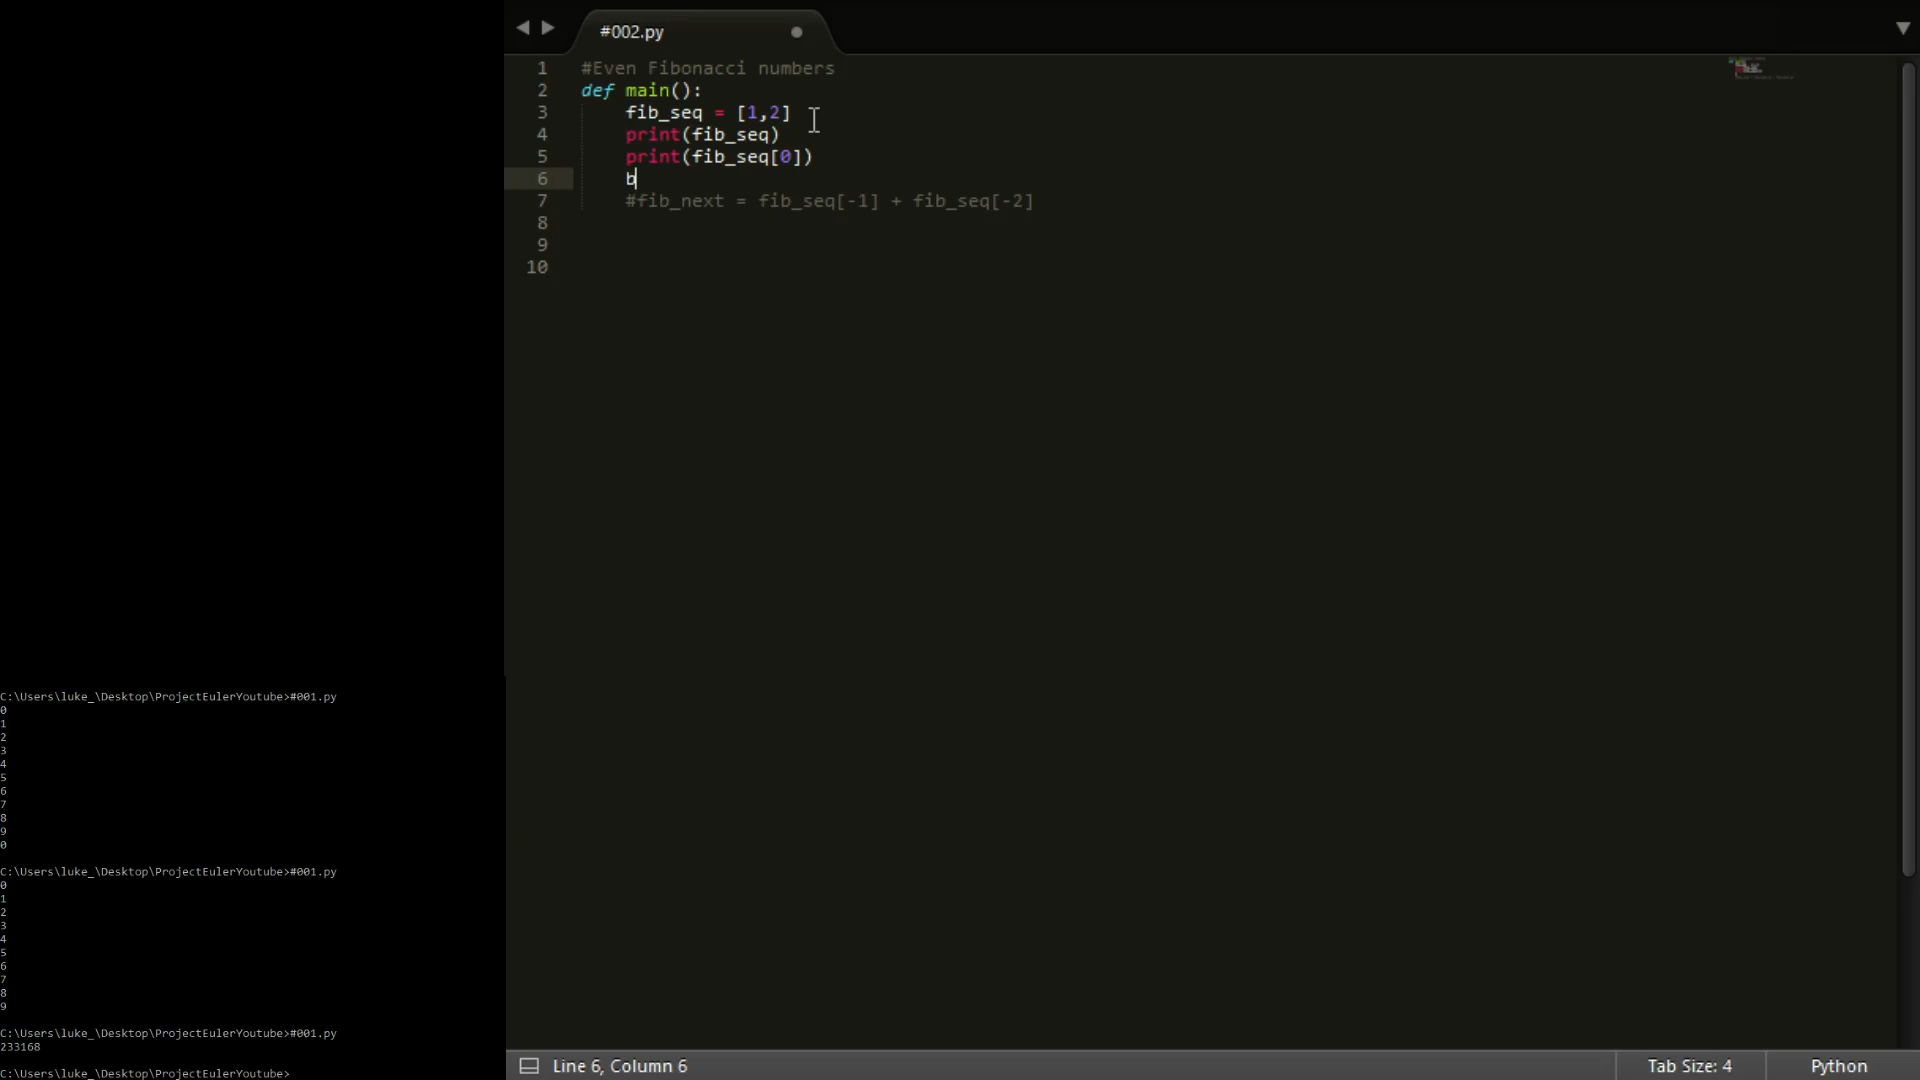 C:\Users\luke_\Desktop\ProjectEulerYoutube>#001.py
0
1
2
3
4
5
6
7
8
9
0
C:\Users\luke_\Desktop\ProjectEulerYoutube>#001.py
0
1
2
3
4
5
6
7
8
9
C:\Users\luke_\Desktop\ProjectEulerYoutube>#001.py
233168
C:\Users\luke_\Desktop\ProjectEulerYoutube>
#002.py
1 #Even Fibonacci numbers
2 def main():
3 fib_seq = [1,2]
4 print(fib_seq)
5 print(fib_seq[0])
6 b
7 #fib_next = fib_seq[-1] + fib_seq[-2]
8
9
10
Line 6, Column 6
Tab Size: 4
Python